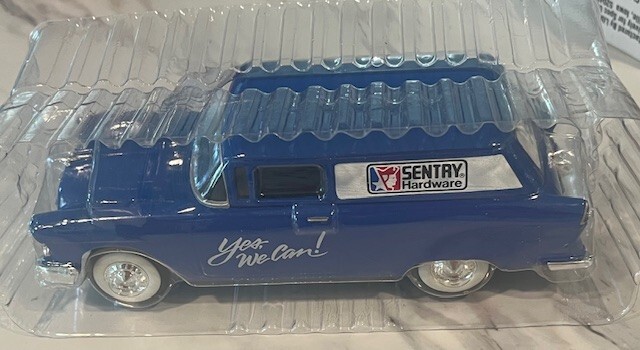 SENTRY®
Hardware
Yes,
We Can!